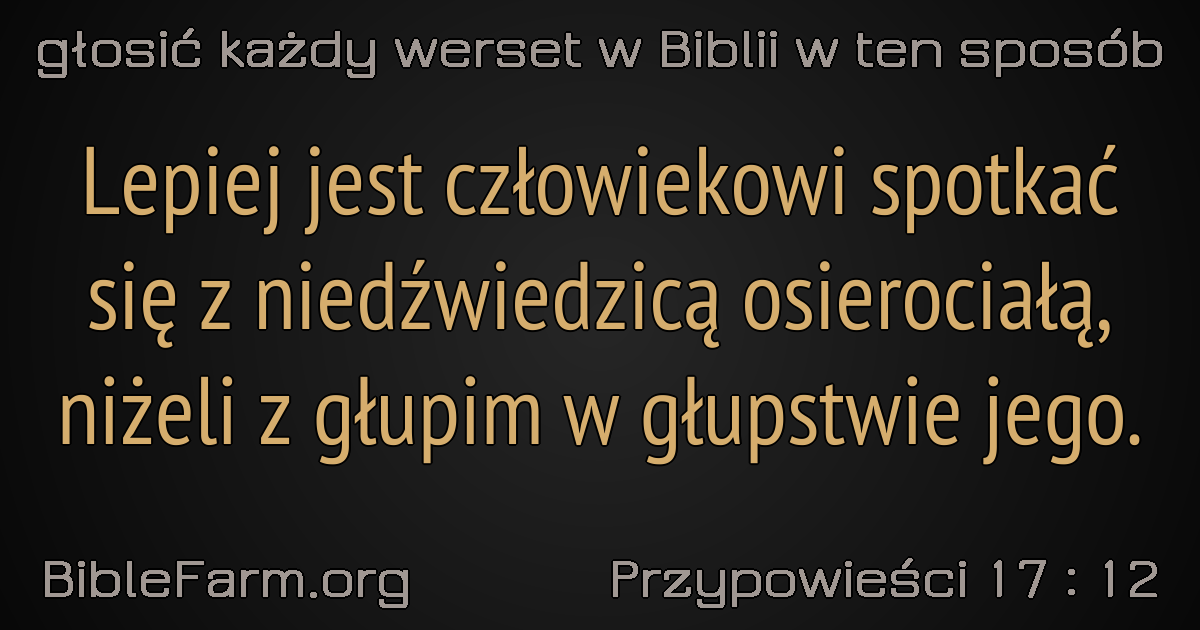 głosić każdy werset w Biblii w ten sposób
Lepiej jest człowiekowi spotkać
się z niedźwiedzicą osierociałą,
niżeli z głupim w głupstwie jego.
BibleFarm.org
Przypowieści 17 : 12